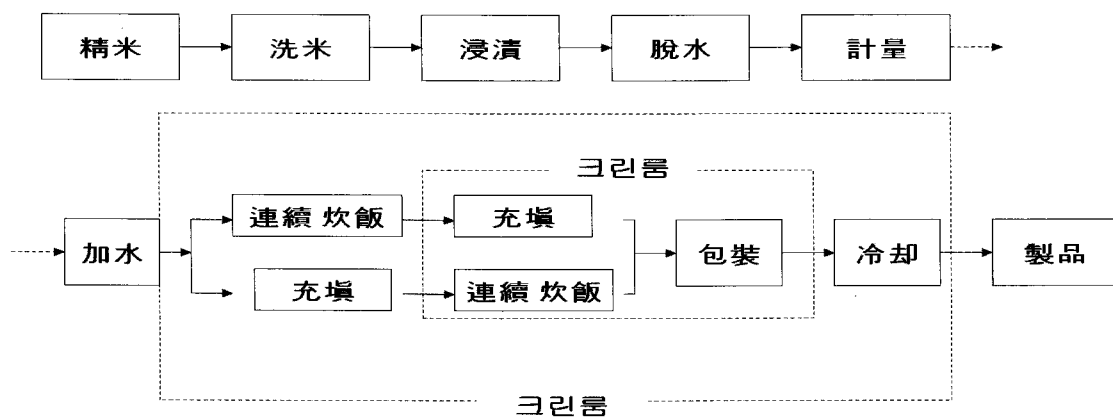 精米 洗米 浸漬 脫水 計量
크린룸
連續 炊飯 充塡
加水 包裝 冷却 製品
充塡 連續 炊飯
크린룸